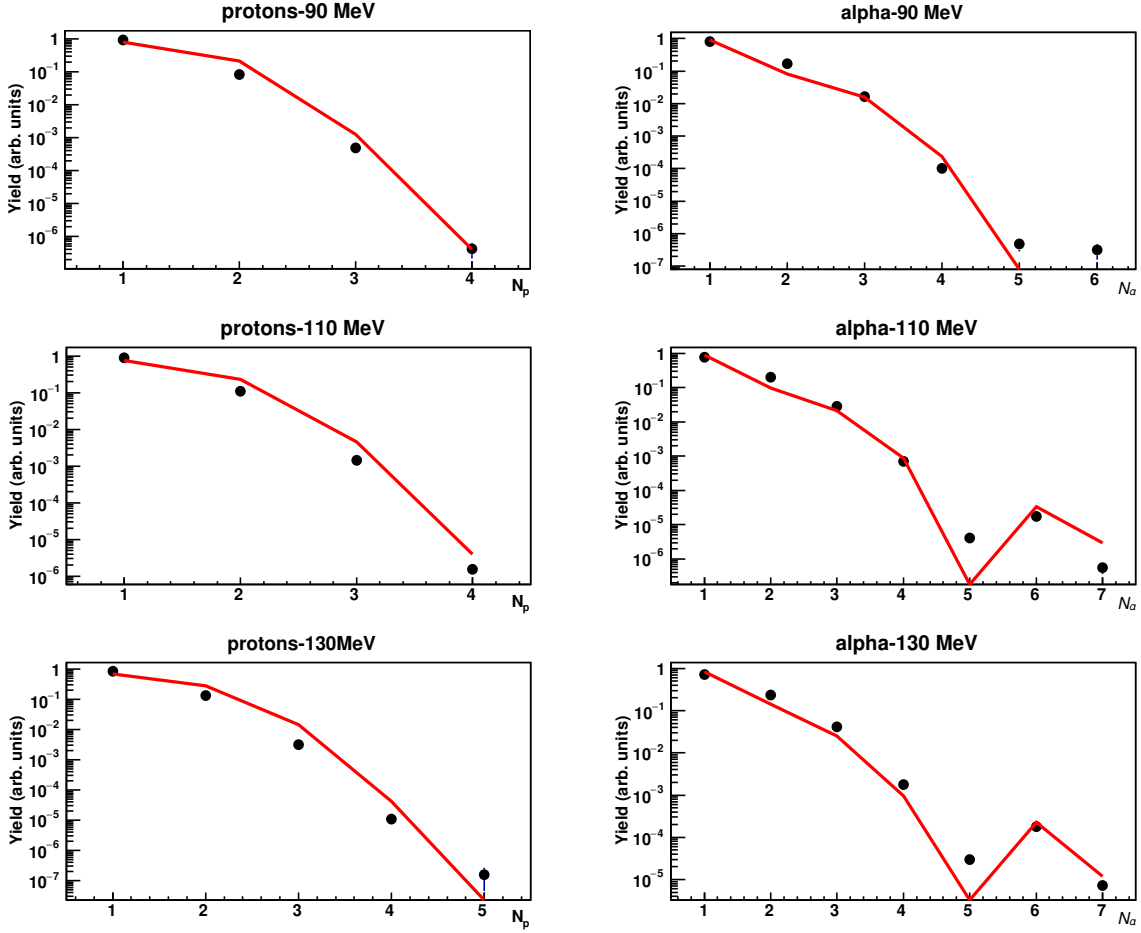 protons-90 MeV
Yield (arb. units)
1
10⁻¹
10⁻²
10⁻³
10⁻⁴
10⁻⁵
10⁻⁶
1 2 3 4
Nₚ
alpha-90 MeV
Yield (arb. units)
1
10⁻¹
10⁻²
10⁻³
10⁻⁴
10⁻⁵
10⁻⁶
10⁻⁷
1 2 3 4 5 6
N_α
protons-110 MeV
Yield (arb. units)
1
10⁻¹
10⁻²
10⁻³
10⁻⁴
10⁻⁵
10⁻⁶
1 2 3 4
Nₚ
alpha-110 MeV
Yield (arb. units)
1
10⁻¹
10⁻²
10⁻³
10⁻⁴
10⁻⁵
10⁻⁶
1 2 3 4 5 6 7
N_α
protons-130MeV
Yield (arb. units)
1
10⁻¹
10⁻²
10⁻³
10⁻⁴
10⁻⁵
10⁻⁶
10⁻⁷
1 2 3 4 5
Nₚ
alpha-130 MeV
Yield (arb. units)
1
10⁻¹
10⁻²
10⁻³
10⁻⁴
10⁻⁵
1 2 3 4 5 6 7
N_α